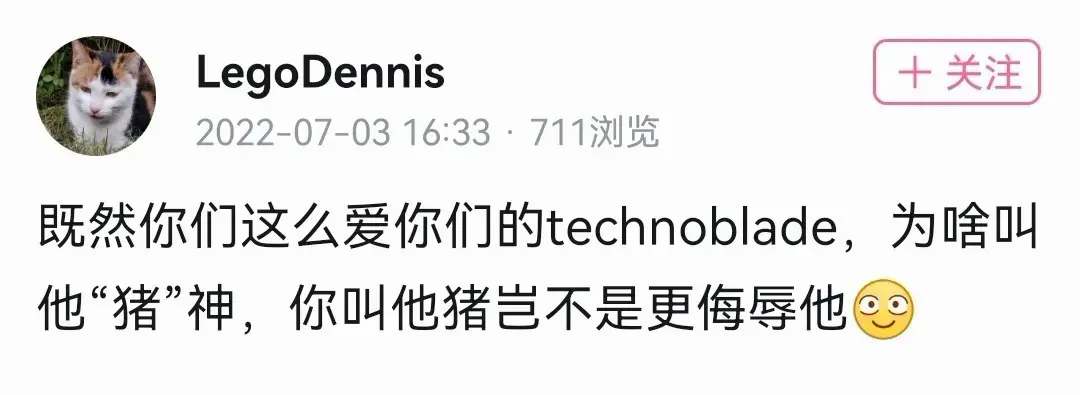 LegoDennis
＋ 关注
2022-07-03 16:33 · 711浏览
既然你们这么爱你们的technoblade，为啥叫
他“猪”神，你叫他猪岂不是更侮辱他